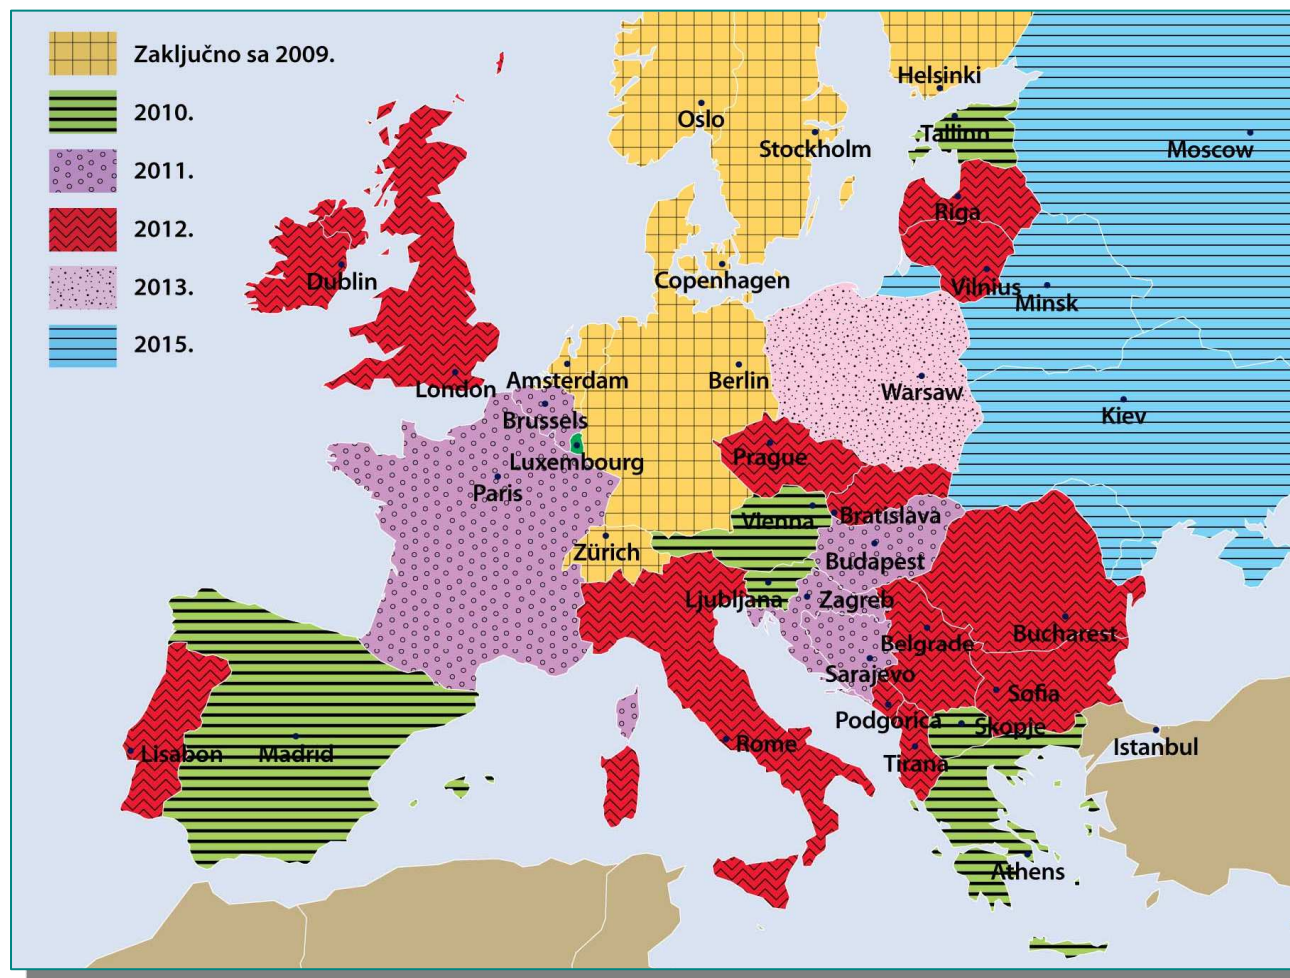 Zaključno sa 2009.
2010.
2011.
2012.
2013.
2015.
Helsinki
Oslo
Tallinn
Stockholm
Moscow
Riga
Dublin
Copenhagen
Vilnius
Minsk
London
Amsterdam
Berlin
Warsaw
Brussels
Kiev
Luxembourg
Prague
Paris
Vienna
Bratislava
Zürich
Budapest
Ljubljana
Zagreb
Belgrade
Bucharest
Sarajevo
Sofia
Podgorica
Skopje
Lisabon
Madrid
Rome
Tirana
Istanbul
Athens